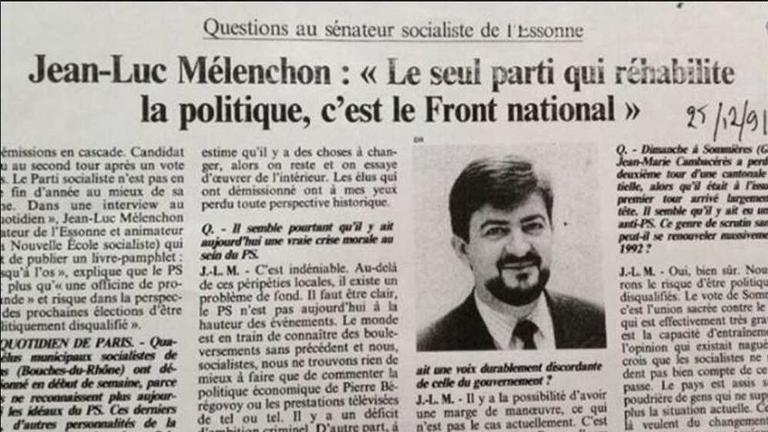 Questions au sénateur socialiste de l'Essonne
Jean-Luc Mélenchon : « Le seul parti qui réhabilite
la politique, c'est le Front national »
25/12/91
émissions en cascade. Candidat
u au second tour après un vote
s. Le Parti socialiste n'est pas en
e fin d'année au mieux de sa
ne. Dans une interview au
uotidien », Jean-Luc Mélenchon
ateur de l'Essonne et animateur
a Nouvelle École socialiste) qui
t de publier un livre-pamphlet :
squ'à l'os », explique que le PS
plus qu'« une officine de pro-
nde » et risque dans la perspec-
des prochaines élections d'être
litiquement disqualifié ».
QUOTIDIEN DE PARIS. - Qua-
élus municipaux socialistes de
s (Bouches-du-Rhône) ont dé-
ionné en début de semaine, parce
ne reconnaissent plus aujour-
i les idéaux du PS. Ces derniers
d'autres personnalités de la
estime qu'il y a des choses à chan-
ger, alors on reste et on essaye
d'œuvrer de l'intérieur. Les élus qui
ont démissionné ont à mes yeux
perdu toute perspective historique.
Q. - Il semble pourtant qu'il y ait
aujourd'hui une vraie crise morale au
sein du PS.
J.-L. M. - C'est indéniable. Au-delà
de ces péripéties locales, il existe un
problème de fond. Il faut être clair,
le PS n'est pas aujourd'hui à la
hauteur des événements. Le monde
est en train de connaître des boule-
versements sans précédent et nous,
socialistes, nous ne trouvons rien de
mieux à faire que de commenter la
politique économique de Pierre Bé-
régovoy ou les prestations télévisées
de tel ou tel. Il y a un déficit
d'ambition criminel. D'autre part, à
DR
ait une voix durablement discordante
de celle du gouvernement ?
J.-L. M. - Il y a la possibilité d'avoir
une marge de manœuvre, ce qui
n'est pas le cas actuellement. C'est
Q. - Dimanche à Sommières (G
Jean-Marie Cambacérès a perd
deuxième tour d'une cantonale
tielle, alors qu'il était à l'issu
premier tour arrivé largement
tête. Il semble qu'il y ait eu un
anti-PS. Ce genre de scrutin san
peut-il se renouveler massiveme
1992 ?
J.-L. M. - Oui, bien sûr. Nous
rons le risque d'être politique
disqualifiés. Le vote de Somm
c'est l'union sacrée contre le
qui est effectivement très gra
est la capacité d'entraînem
l'opinion qui existait nagu
crois que les socialistes ne
dent pas bien compte de ce
passe. Le pays est assis s
poudrière de gens qui ne sup
plus la situation actuelle. C
la veulent du changement